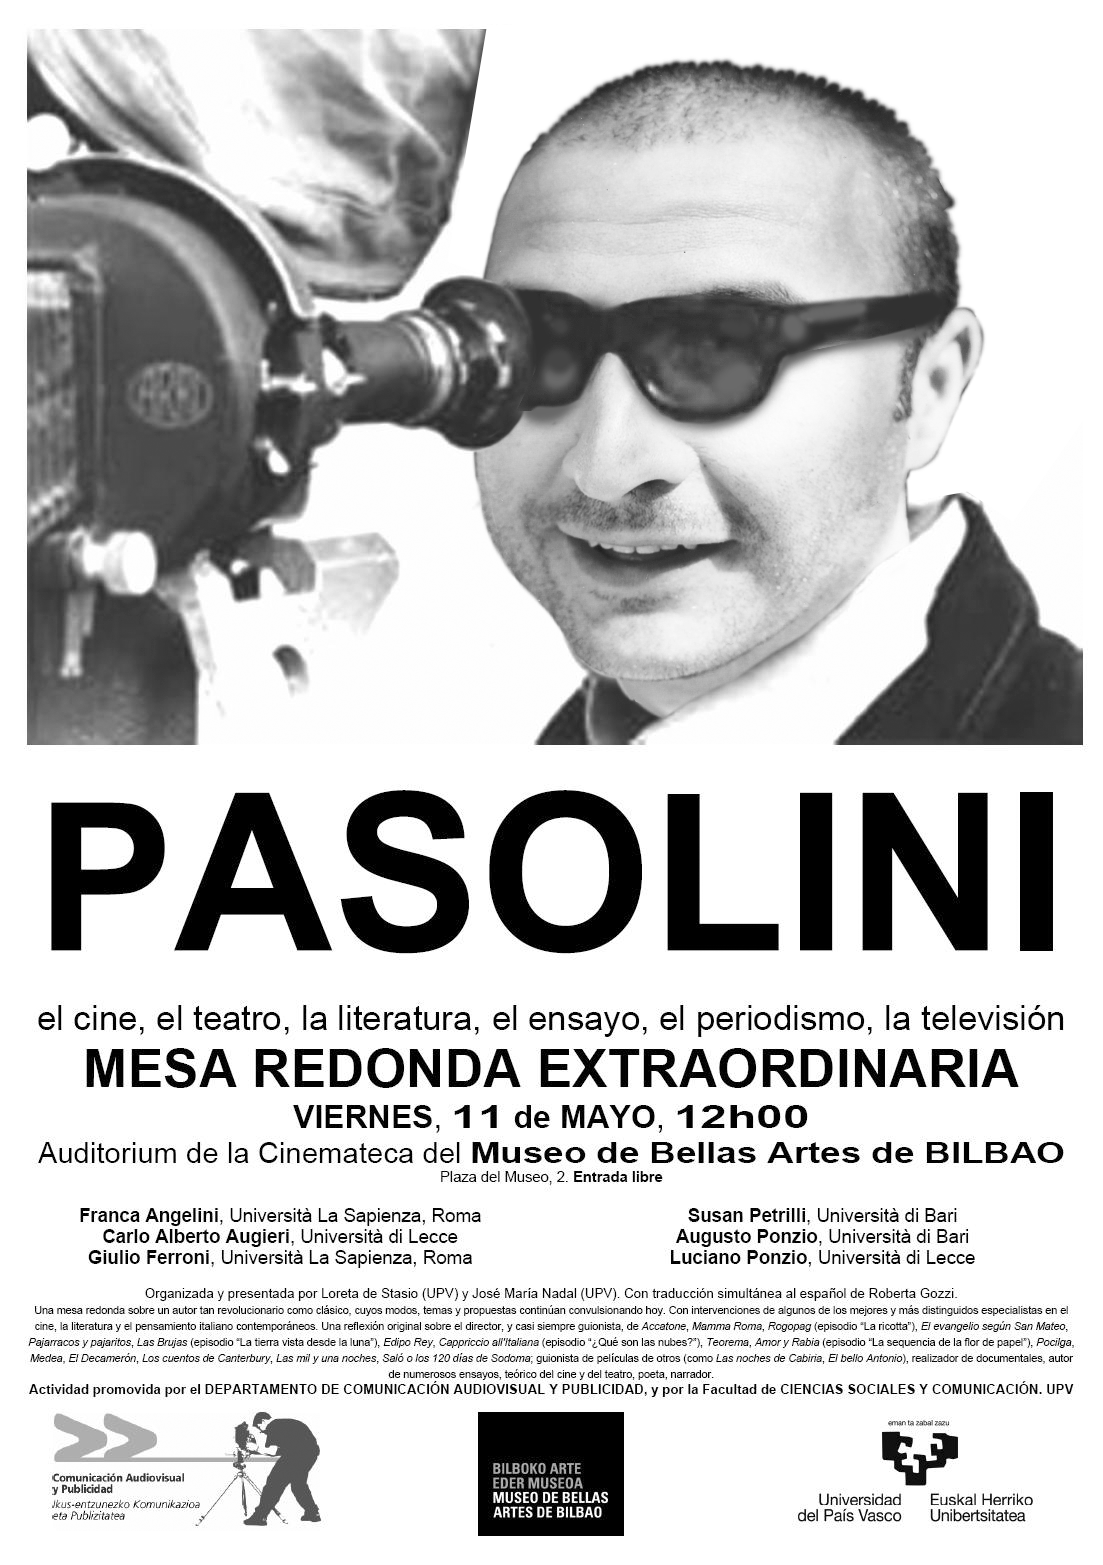 ARRI
PASOLINI
el cine, el teatro, la literatura, el ensayo, el periodismo, la televisión
MESA REDONDA EXTRAORDINARIA
VIERNES, 11 de MAYO, 12h00
Auditorium de la Cinemateca del Museo de Bellas Artes de BILBAO
Plaza del Museo, 2. Entrada libre
Franca Angelini, Università La Sapienza, Roma
Carlo Alberto Augieri, Università di Lecce
Giulio Ferroni, Università La Sapienza, Roma
Susan Petrilli, Università di Bari
Augusto Ponzio, Università di Bari
Luciano Ponzio, Università di Lecce
Organizada y presentada por Loreta de Stasio (UPV) y José María Nadal (UPV). Con traducción simultánea al español de Roberta Gozzi.
Una mesa redonda sobre un autor tan revolucionario como clásico, cuyos modos, temas y propuestas continúan convulsionando hoy. Con intervenciones de algunos de los mejores y más distinguidos especialistas en el
cine, la literatura y el pensamiento italiano contemporáneos. Una reflexión original sobre el director, y casi siempre guionista, de Accatone, Mamma Roma, Rogopag (episodio “La ricotta”), El evangelio según San Mateo,
Pajarracos y pajaritos, Las Brujas (episodio “La tierra vista desde la luna”), Edipo Rey, Cappriccio all'Italiana (episodio “¿Qué son las nubes?”), Teorema, Amor y Rabia (episodio “La sequencia de la flor de papel”), Pocilga,
Medea, El Decamerón, Los cuentos de Canterbury, Las mil y una noches, Saló o los 120 días de Sodoma; guionista de películas de otros (como Las noches de Cabiria, El bello Antonio), realizador de documentales, autor
de numerosos ensayos, teórico del cine y del teatro, poeta, narrador.
Actividad promovida por el DEPARTAMENTO DE COMUNICACIÓN AUDIOVISUAL Y PUBLICIDAD, y por la Facultad de CIENCIAS SOCIALES Y COMUNICACIÓN. UPV
Comunicación Audiovisual
y Publicidad
Ikus-entzunezko Komunikazioa
eta Publizitatea
BILBOKO ARTE
EDER MUSEOA
MUSEO DE BELLAS
ARTES DE BILBAO
eman ta zabal zazu
Universidad
del País Vasco
Euskal Herriko
Unibertsitatea